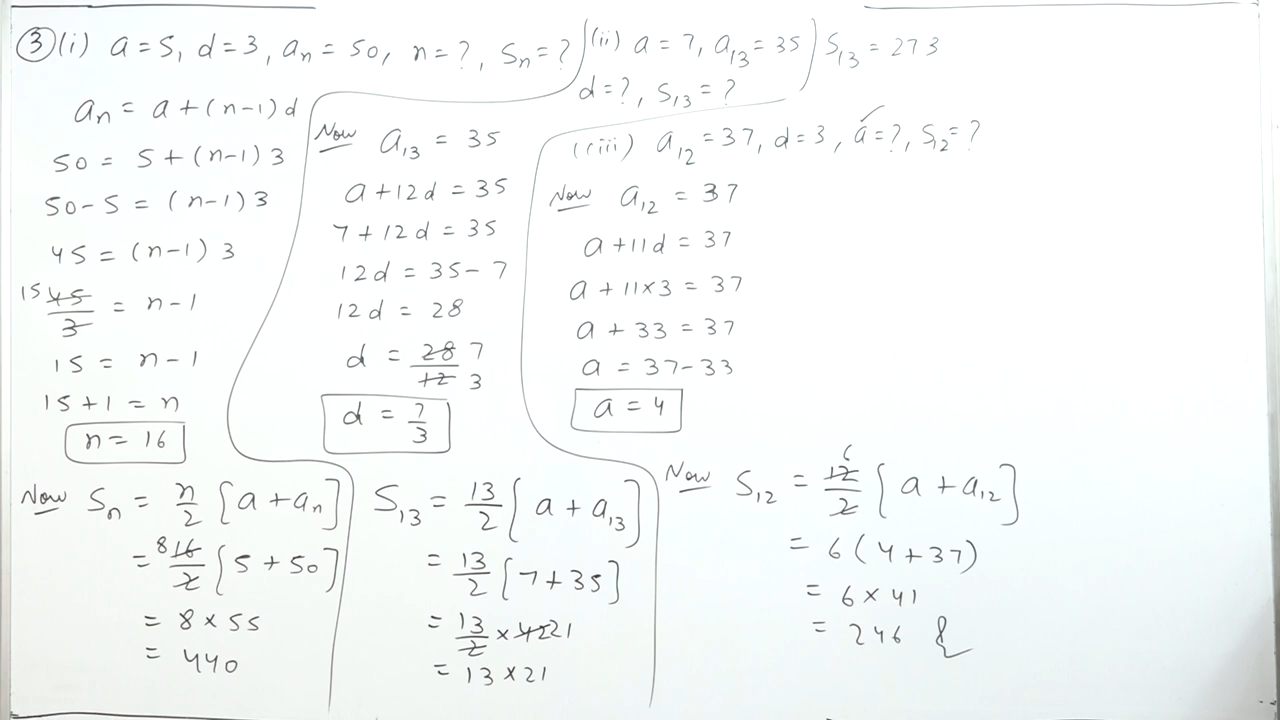 ③(i) a = 5, d = 3, aₙ = 50, n = ?, Sₙ = ?
aₙ = a + (n-1) d
50 = 5 + (n-1) 3
50 - 5 = (n-1) 3
45 = (n-1) 3
15 45/3 = n - 1
15 = n - 1
15 + 1 = n
n = 16
Now Sₙ = n/2 [a + aₙ]
= 8 16/2 [5 + 50]
= 8 × 55
= 440
(ii) a = 7, a₁₃ = 35
d = ?, S₁₃ = ?
Now a₁₃ = 35
a + 12d = 35
7 + 12d = 35
12d = 35 - 7
12d = 28
d = 28/12 7/3
d = 7/3
S₁₃ = 13/2 [a + a₁₃]
= 13/2 [7 + 35]
= 13/2 × 42 21
= 13 × 21
S₁₃ = 273
(iii) a₁₂ = 37, d = 3, a = ?, S₁₂ = ?
Now a₁₂ = 37
a + 11d = 37
a + 11×3 = 37
a + 33 = 37
a = 37 - 33
a = 4
Now S₁₂ = 6 12/2 [a + a₁₂]
= 6 (4 + 37)
= 6 × 41
= 246